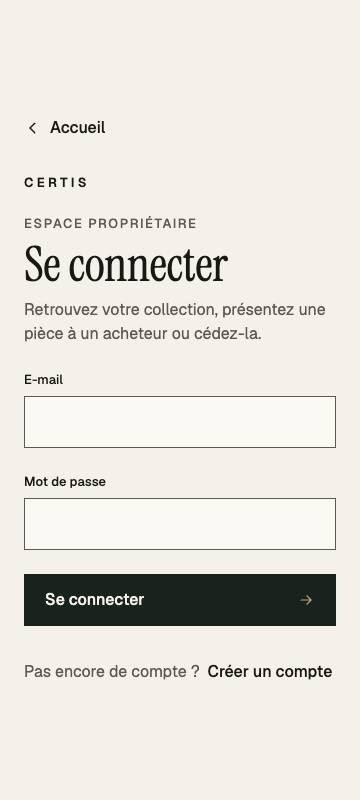 Accueil
CERTIS
ESPACE PROPRIÉTAIRE
Se connecter
Retrouvez votre collection, présentez une
pièce à un acheteur ou cédez-la.
E-mail
Mot de passe
Se connecter
Pas encore de compte ? Créer un compte